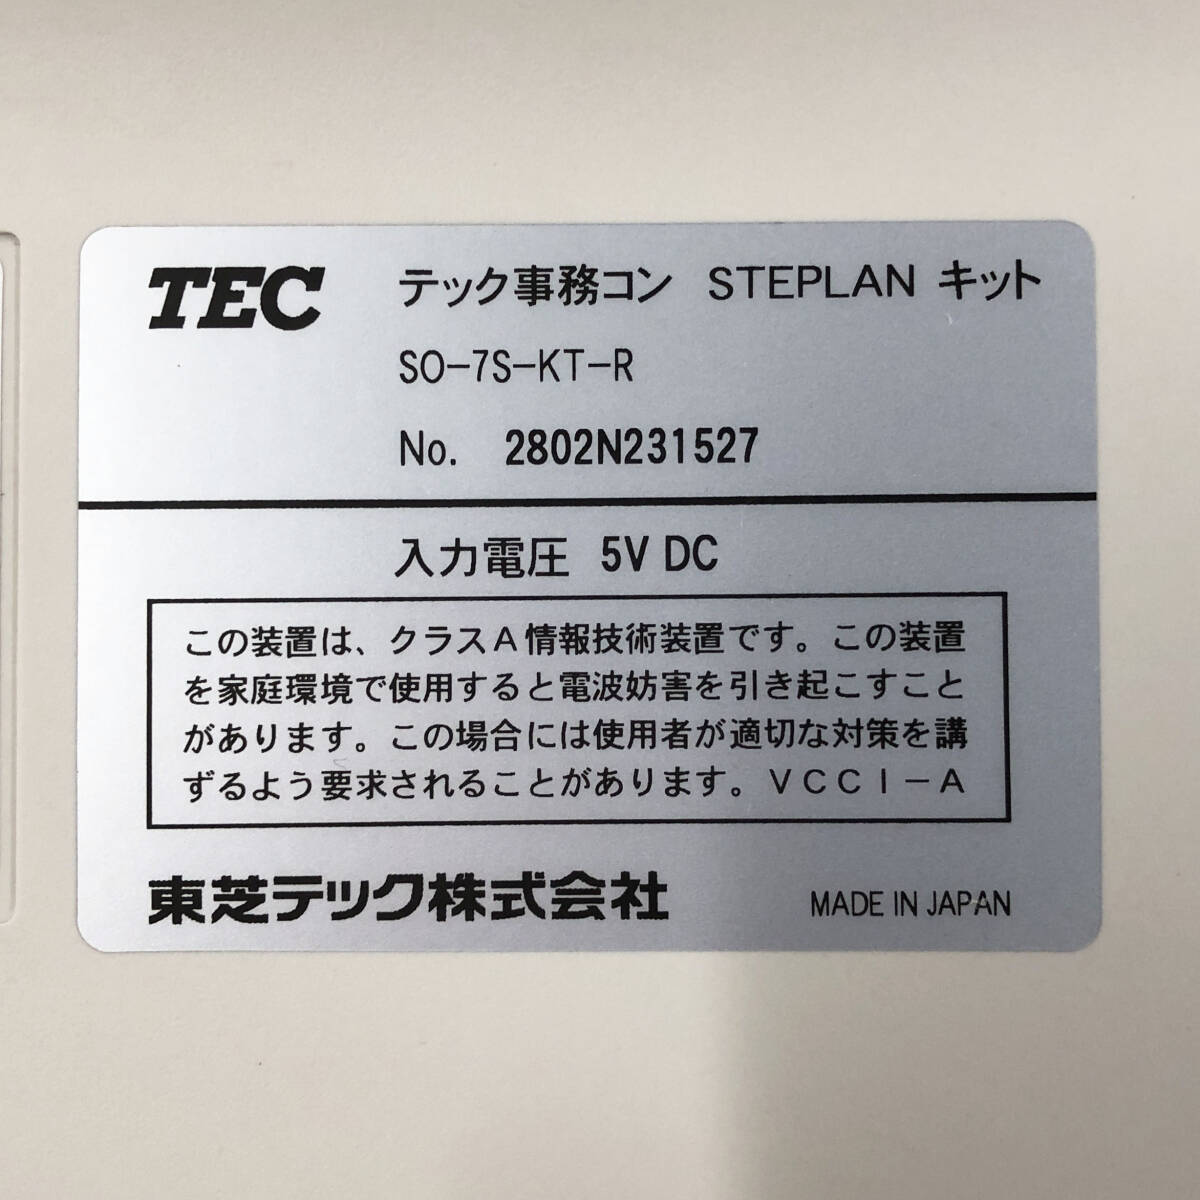 TEC テック事務コン STEPLAN キット
SO-7S-KT-R
No. 2802N231527
入力電圧 5V DC
この装置は、クラスA情報技術装置です。この装置
を家庭環境で使用すると電波妨害を引き起こすこと
があります。この場合には使用者が適切な対策を講
ずるよう要求されることがあります。VCCI-A
東芝テック株式会社 MADE IN JAPAN